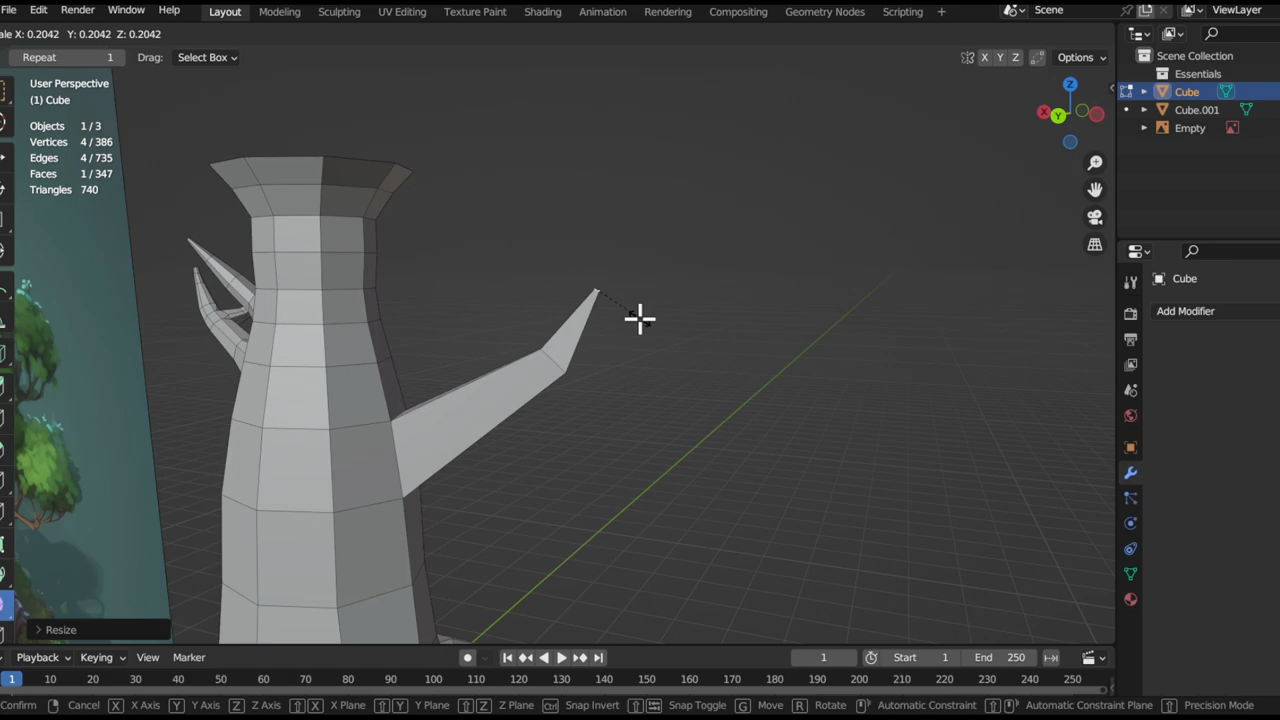 File Edit Render Window Help Layout Modeling Sculpting UV Editing Texture Paint Shading Animation Rendering Compositing Geometry Nodes Scripting + Scene ViewLayer
ale X: 0.2042 Y: 0.2042 Z: 0.2042
Repeat 1 Drag: Select Box X Y Z Options
User Perspective
(1) Cube
Objects 1/3
Vertices 4/386
Edges 4/735
Faces 1/347
Triangles 740
Z
X
Y
Scene Collection
Essentials
Cube
Cube.001
Empty
Cube
Add Modifier
Resize
Playback Keying View Marker 1 Start 1 End 250
1 10 20 30 40 50 60 70 80 90 100 110 120 130 140 150 160 170 180 190 200 210 220 230 240 250
Confirm Cancel X X Axis Y Y Axis Z Z Axis X X Plane Y Y Plane Z Z Plane Ctrl Snap Invert Snap Toggle G Move R Rotate Automatic Constraint Automatic Constraint Plane Precision Mode